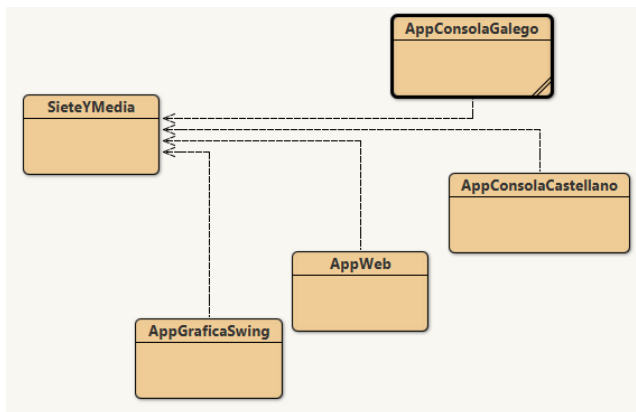 AppConsolaGalego
SieteYMedia
AppConsolaCastellano
AppWeb
AppGraficaSwing